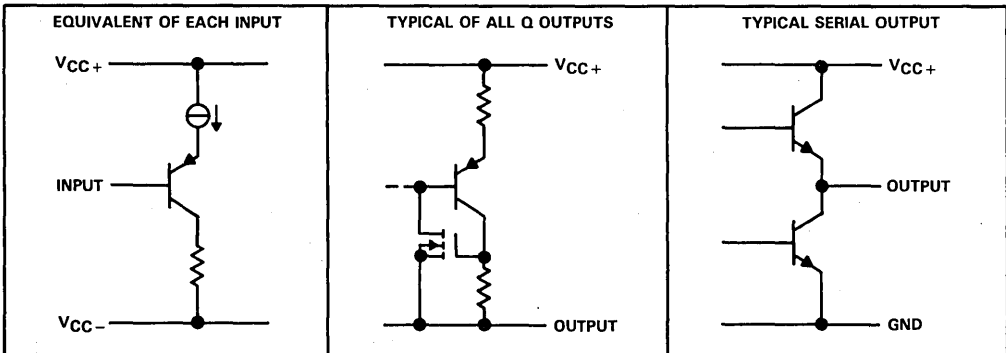 EQUIVALENT OF EACH INPUT
VCC+
INPUT
VCC-
TYPICAL OF ALL Q OUTPUTS
VCC+
OUTPUT
TYPICAL SERIAL OUTPUT
VCC+
OUTPUT
GND